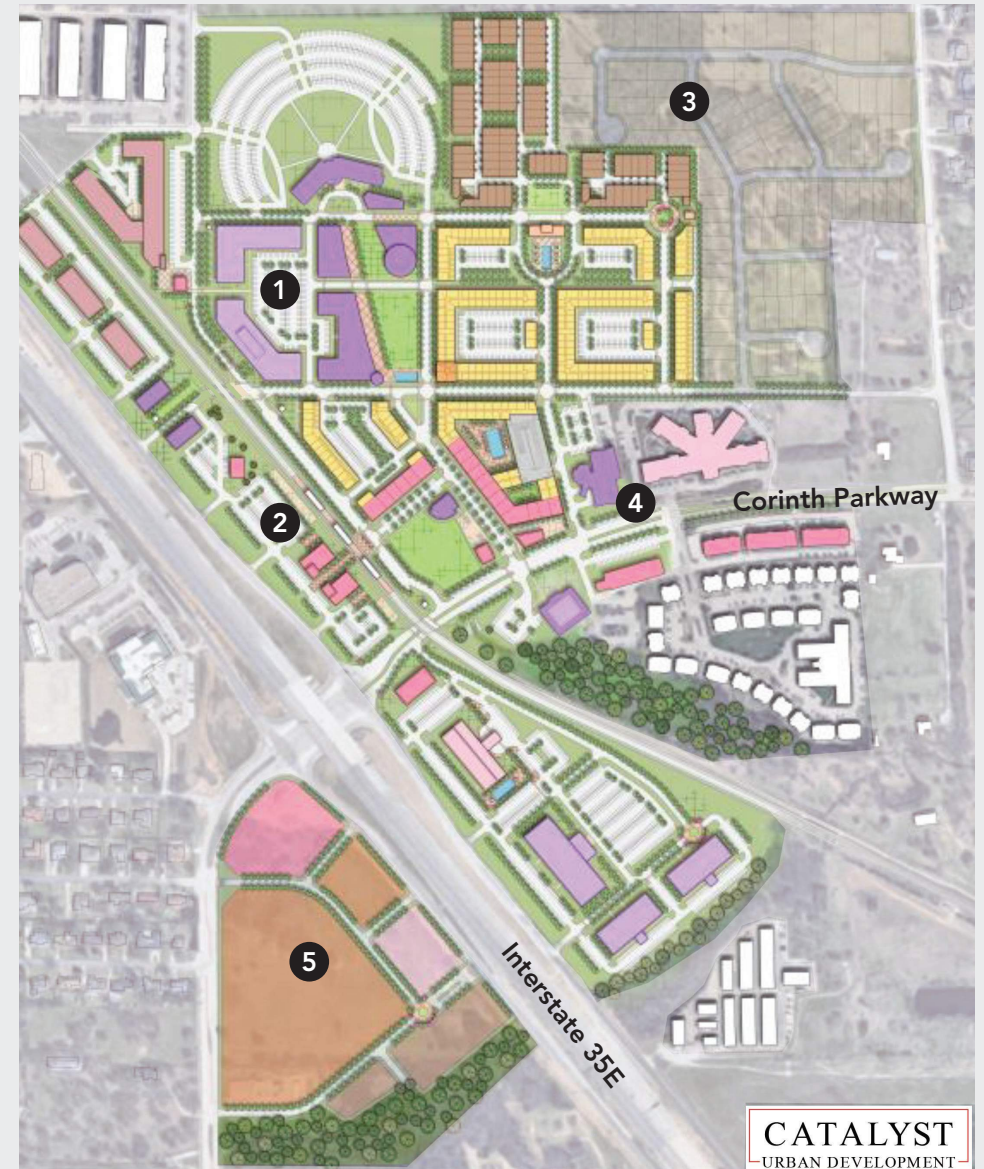 3
1
2
4
Corinth Parkway
5
Interstate 35E
CATALYST
URBAN DEVELOPMENT